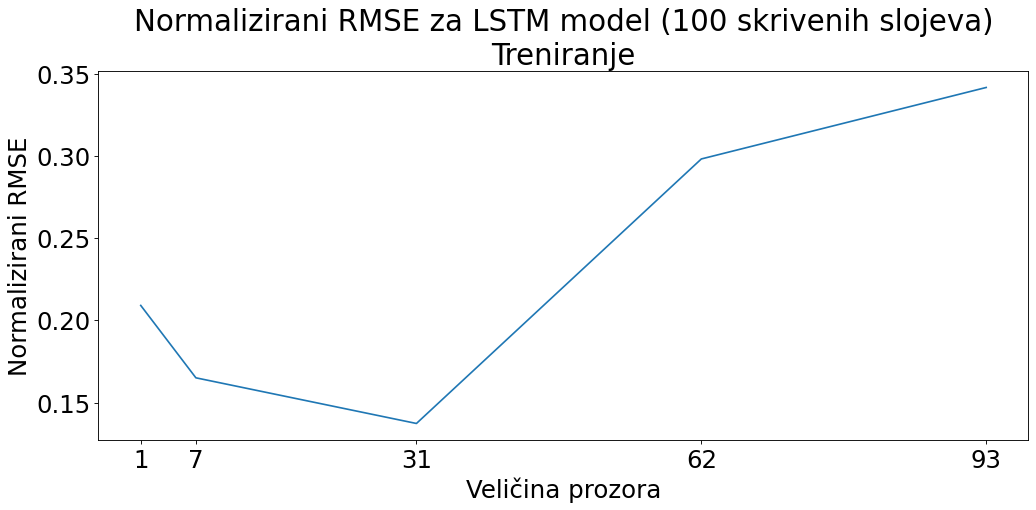 Normalizirani RMSE za LSTM model (100 skrivenih slojeva)
Treniranje
Normalizirani RMSE
0.35
0.30
0.25
0.20
0.15
1 7 31 62 93
Veličina prozora